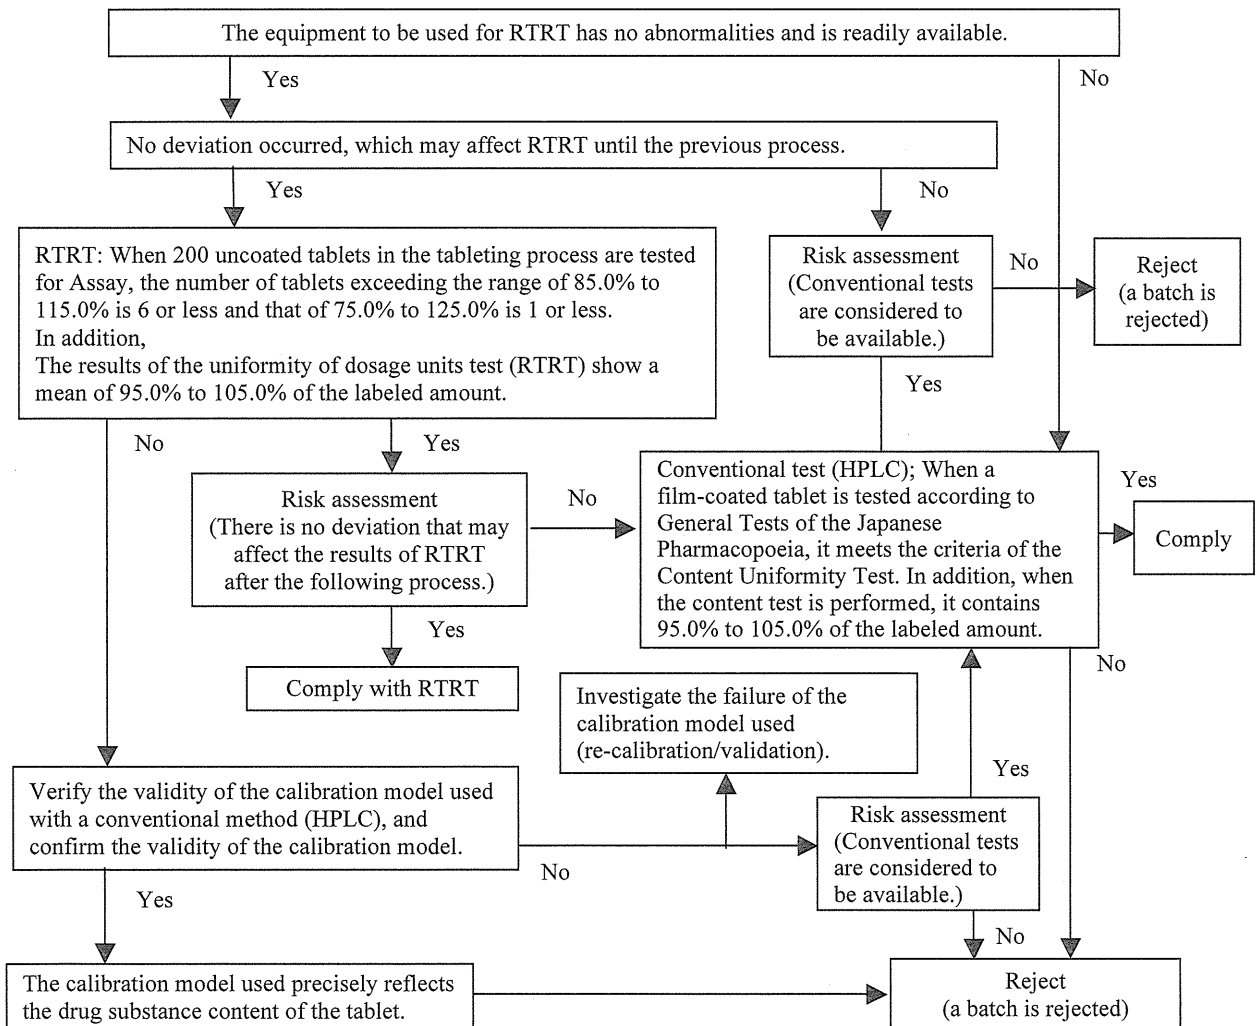 The equipment to be used for RTRT has no abnormalities and is readily available.
Yes
No
No deviation occurred, which may affect RTRT until the previous process.
Yes
No
RTRT: When 200 uncoated tablets in the tableting process are tested
for Assay, the number of tablets exceeding the range of 85.0% to
115.0% is 6 or less and that of 75.0% to 125.0% is 1 or less.
In addition,
The results of the uniformity of dosage units test (RTRT) show a
mean of 95.0% to 105.0% of the labeled amount.
Risk assessment
(Conventional tests
are considered to
be available.)
No
Reject
(a batch is
rejected)
Yes
No
Yes
Risk assessment
(There is no deviation that may
affect the results of RTRT
after the following process.)
No
Conventional test (HPLC); When a
film-coated tablet is tested according to
General Tests of the Japanese
Pharmacopoeia, it meets the criteria of the
Content Uniformity Test. In addition, when
the content test is performed, it contains
95.0% to 105.0% of the labeled amount.
Yes
Comply
Yes
Comply with RTRT
No
Investigate the failure of the
calibration model used
(re-calibration/validation).
Yes
Verify the validity of the calibration model used
with a conventional method (HPLC), and
confirm the validity of the calibration model.
No
Risk assessment
(Conventional tests
are considered to
be available.)
Yes
No
The calibration model used precisely reflects
the drug substance content of the tablet.
Reject
(a batch is rejected)